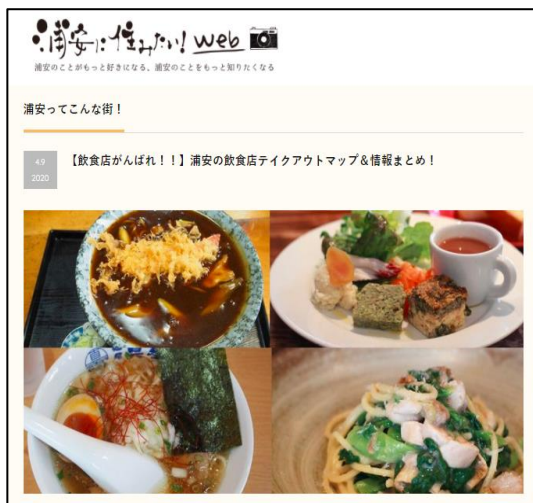 浦安に住みたい! web
浦安のことがもっと好きになる、浦安のことをもっと知りたくなる
浦安ってこんな街！
4.9
2020
【飲食店がんばれ！！】浦安の飲食店テイクアウトマップ＆情報まとめ！